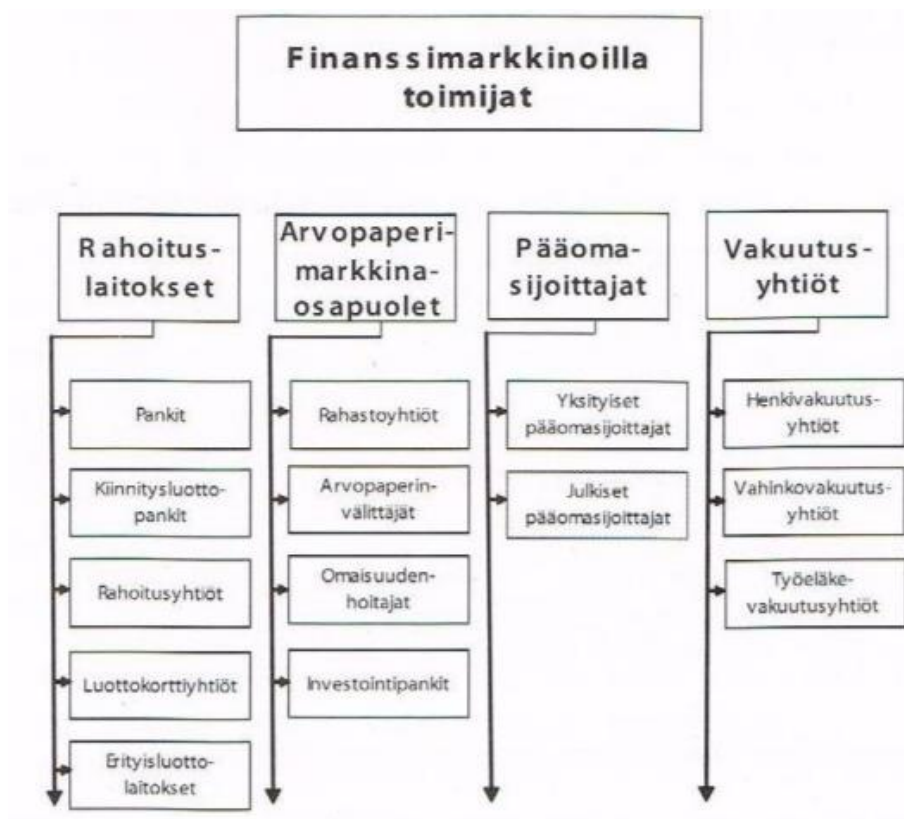 Finanssimarkkinoilla
toimijat
Rahoitus-
laitokset
Pankit
Kiinnitysluotto-
pankit
Rahoitusyhtiöt
Luottokorttiyhtiöt
Erityisluotto-
laitokset
Arvopaperi-
markkina-
osapuolet
Rahastoyhtiöt
Arvopaperin-
välittäjät
Omaisuuden-
hoitajat
Investointipankit
Pääoma-
sijoittajat
Yksityiset
pääomasijoittajat
Julkiset
pääomasijoittajat
Vakuutus-
yhtiöt
Henkivakuutus-
yhtiöt
Vahinkovakuutus-
yhtiöt
Työeläke-
vakuutusyhtiöt